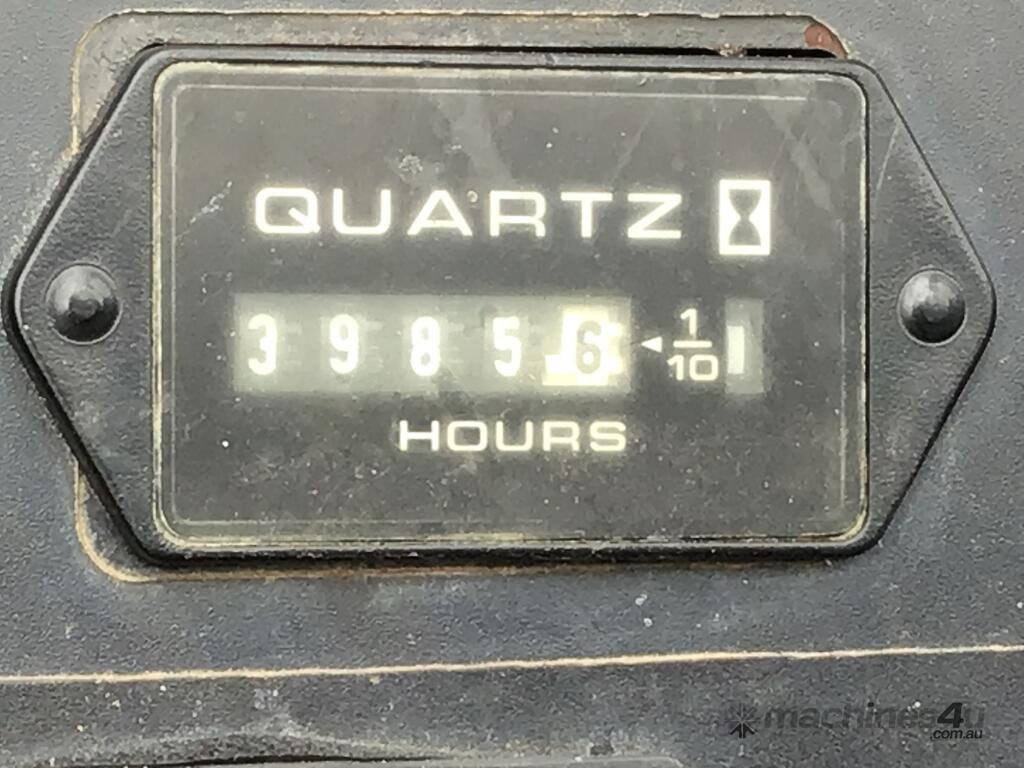 QUARTZ
3 9 8 5 6 ◄ 1/10
HOURS
machines4u
.com.au